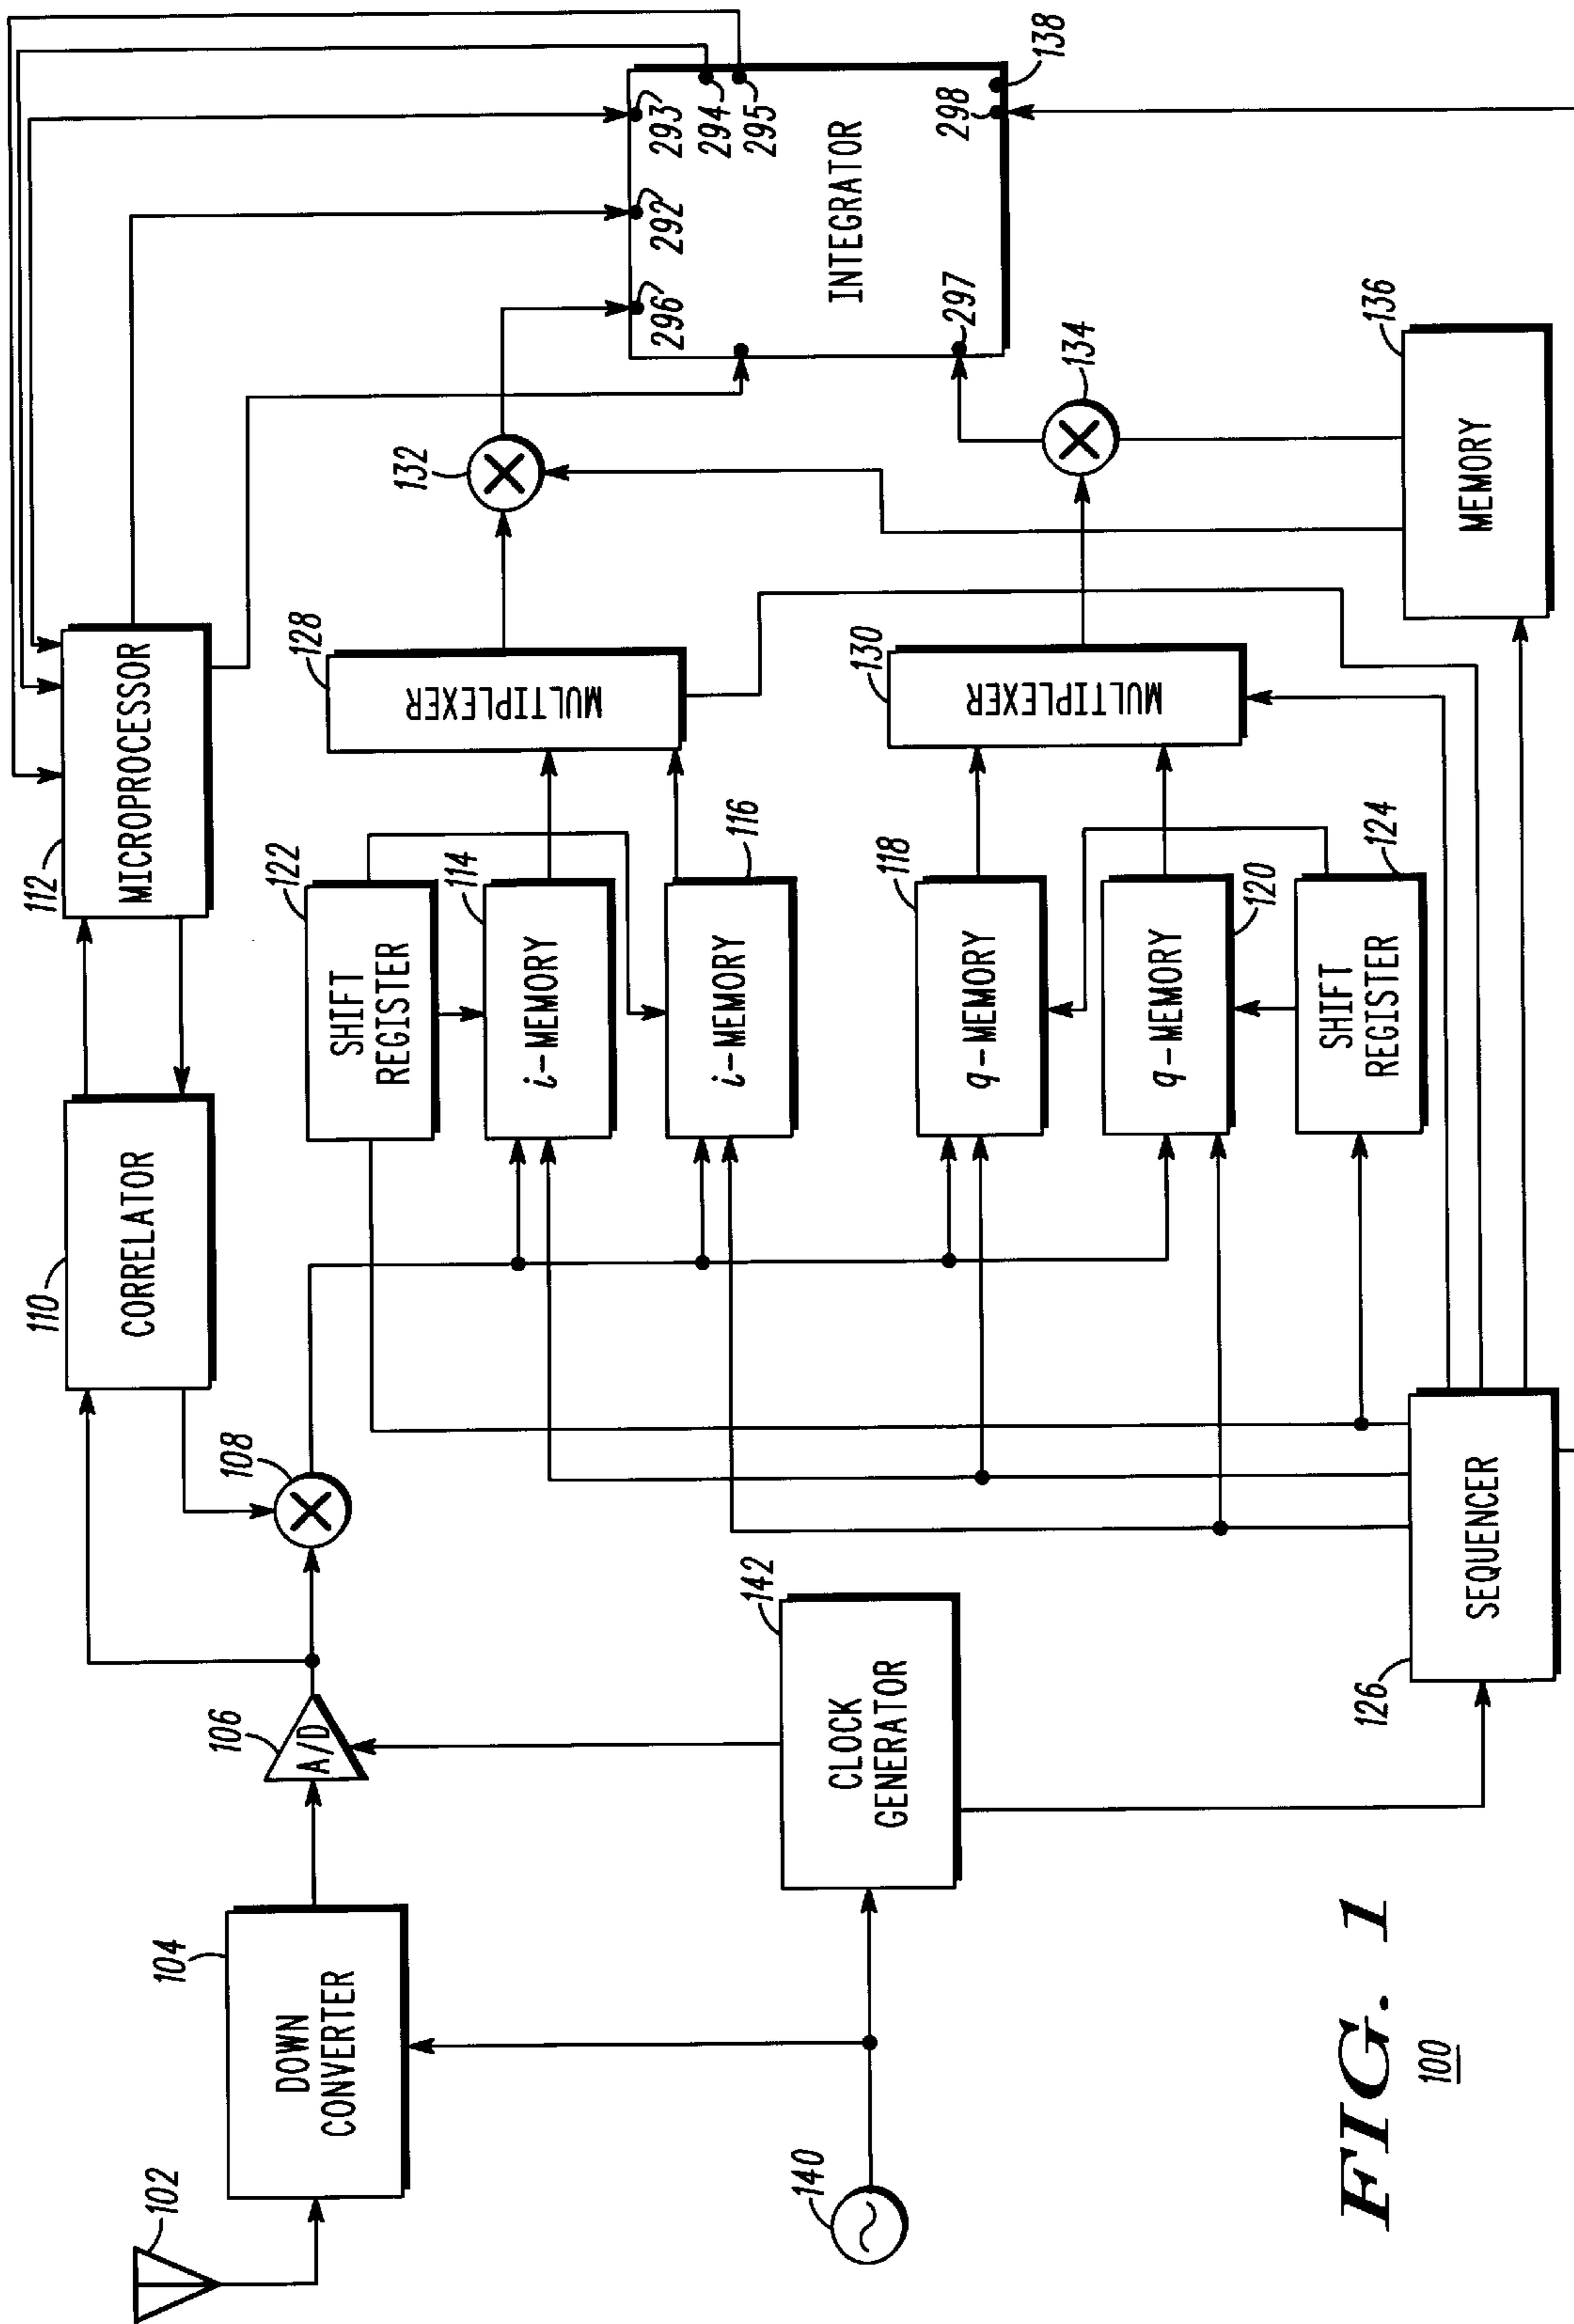 102
104
DOWN
CONVERTER
106
A/D
108
110
CORRELATOR
112
MICROPROCESSOR
122
SHIFT
REGISTER
114
i-MEMORY
116
i-MEMORY
118
q-MEMORY
120
q-MEMORY
124
SHIFT
REGISTER
128
MULTIPLEXER
130
MULTIPLEXER
132
134
136
MEMORY
296
292
293
294
295
INTEGRATOR
297
298
138
140
142
CLOCK
GENERATOR
126
SEQUENCER
FIG. 1
100